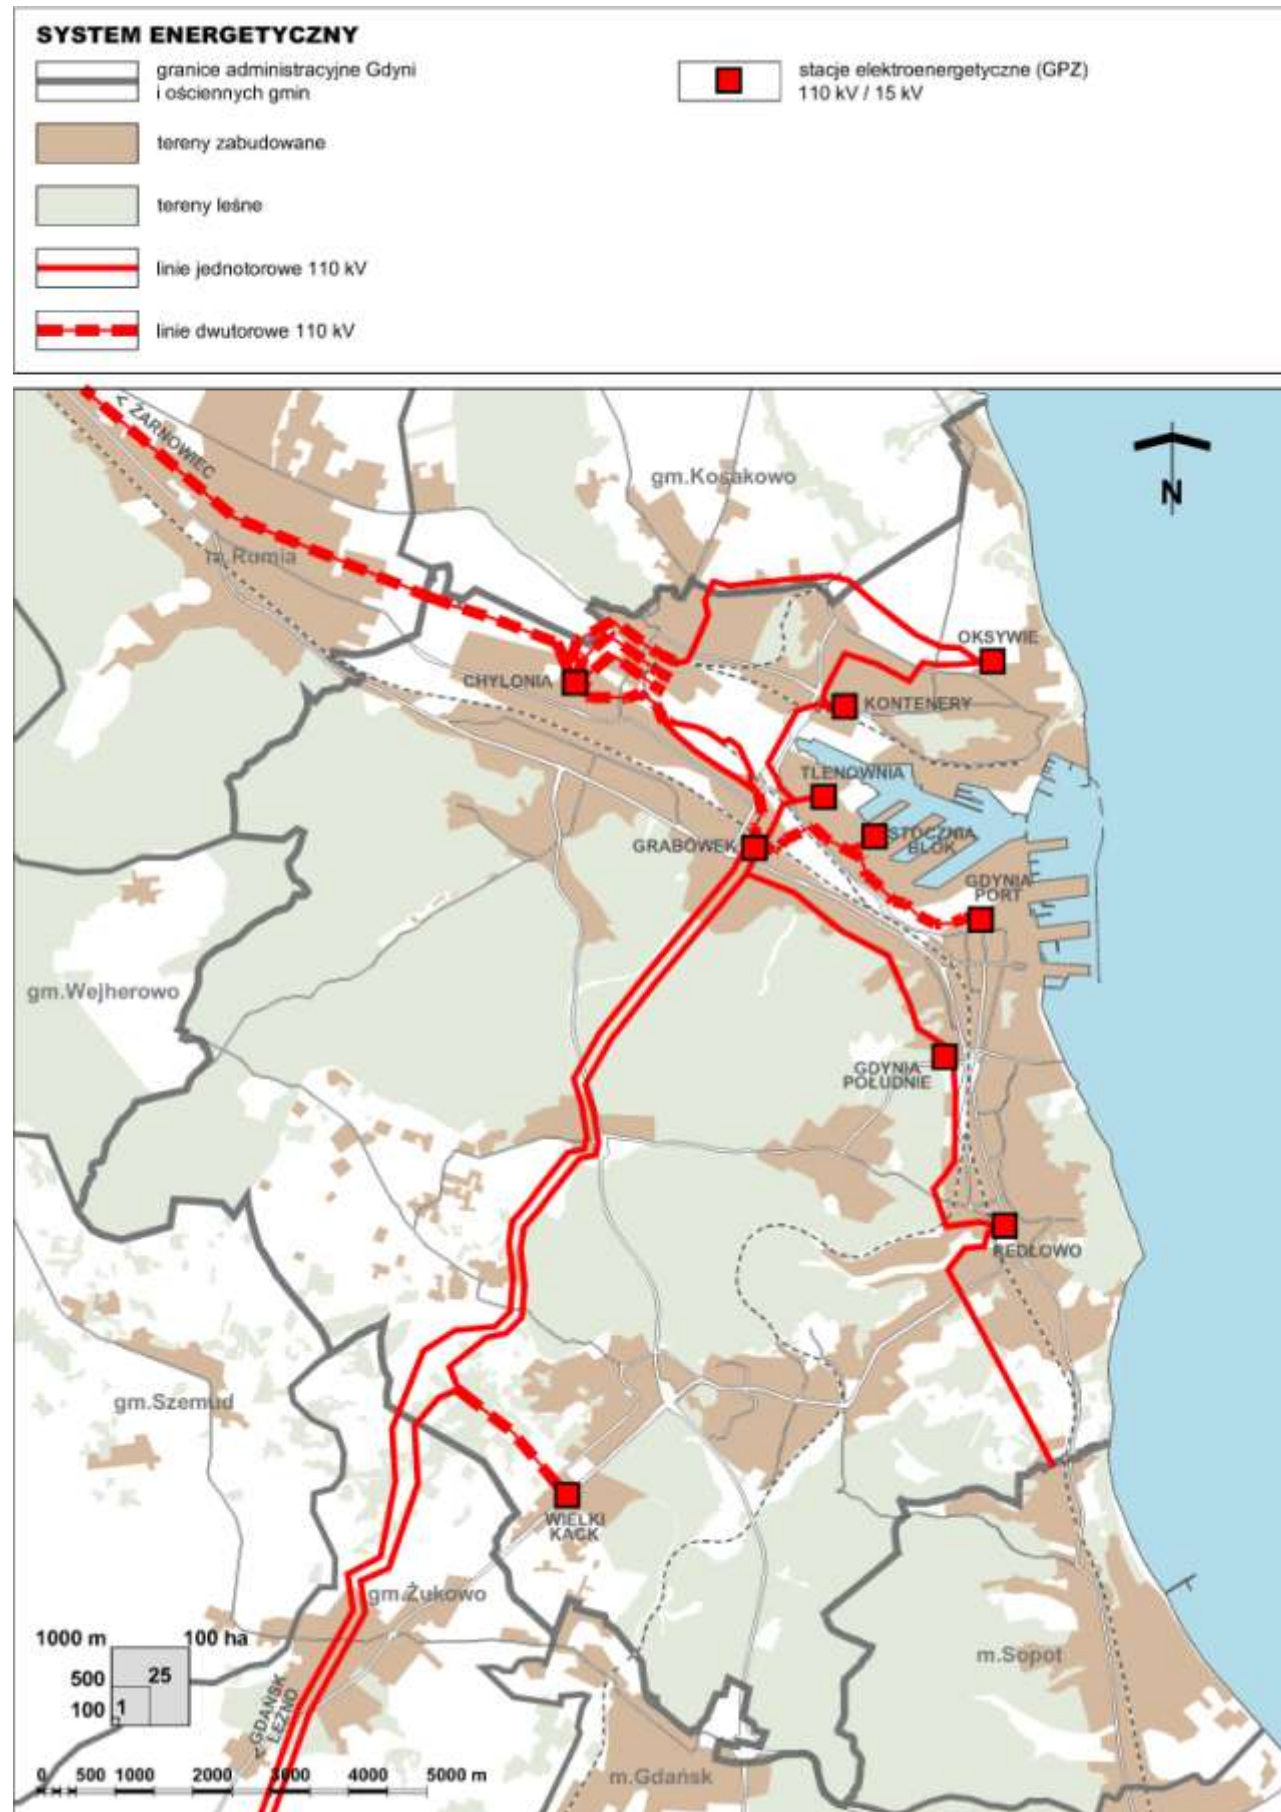 SYSTEM ENERGETYCZNY
granice administracyjne Gdyni
i ościennych gmin
stacje elektroenergetyczne (GPZ)
110 kV / 15 kV
tereny zabudowane
tereny leśne
linie jednotorowe 110 kV
linie dwutorowe 110 kV
< ŻARNOWIEC
gm.Kosakowo
N
m.Rumia
OKSYWIE
CHYLONIA
KONTENERY
TLENOWNIA
GRABÓWEK
STOCZNIA
BLOK
GDYNIA
PORT
gm.Wejherowo
GDYNIA
POŁUDNIE
REDŁOWO
gm.Szemud
WIELKI
KACK
gm.Żukowo
1000 m
100 ha
500
25
100
1
m.Sopot
< GDAŃSK
LEŹNO
0
500
1000
2000
3000
4000
5000 m
m.Gdańsk